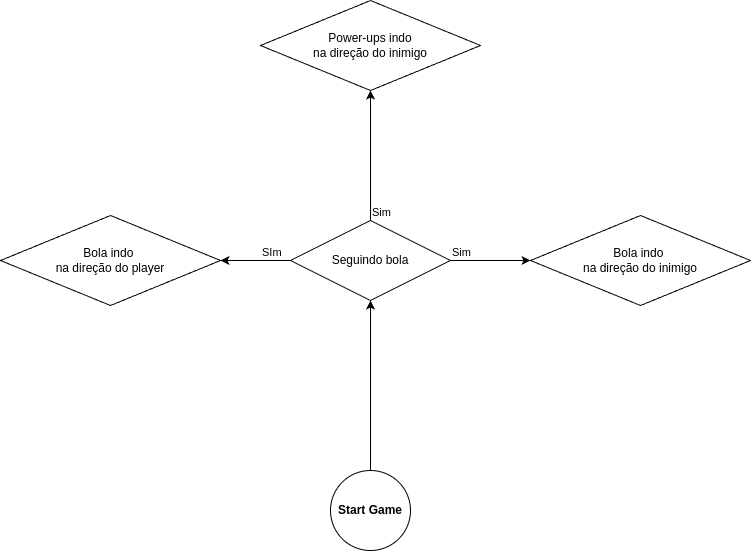 Power-ups indo
na direção do inimigo
Sim
SIm
Sim
Bola indo
na direção do player
Seguindo bola
Bola indo
na direção do inimigo
Start Game